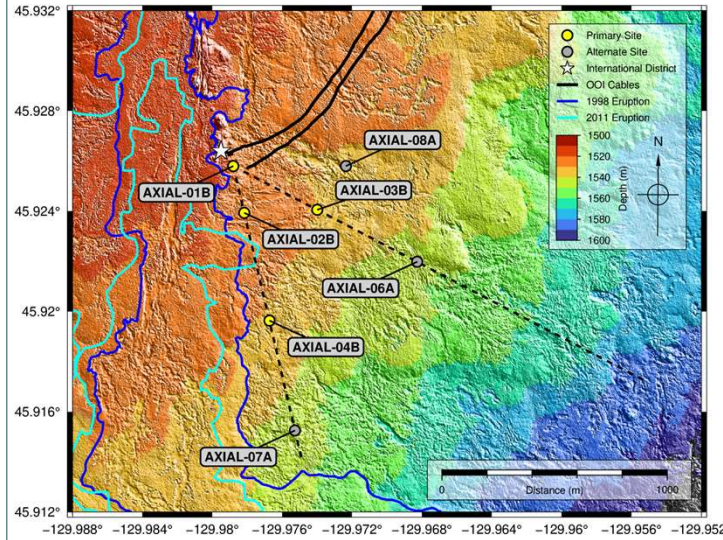 45.932°
45.928°
45.924°
45.92°
45.916°
45.912°
Primary Site
Alternate Site
International District
OOI Cables
1998 Eruption
2011 Eruption
1500
1520
1540
1560
1580
1600
Depth (m)
N
AXIAL-08A
AXIAL-01B
AXIAL-03B
AXIAL-02B
AXIAL-06A
AXIAL-04B
AXIAL-07A
0
1000
Distance (m)
−129.988° −129.984° −129.98° −129.976° −129.972° −129.968° −129.964° −129.96° −129.956° −129.952°